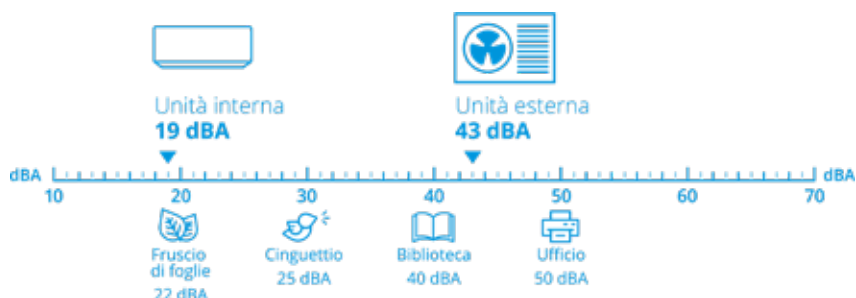 Unità interna
19 dBA
Unità esterna
43 dBA
dBA
dBA
10 20 30 40 50 60 70
Fruscio
di foglie
22 dBA
Cinguettio
25 dBA
Biblioteca
40 dBA
Ufficio
50 dBA